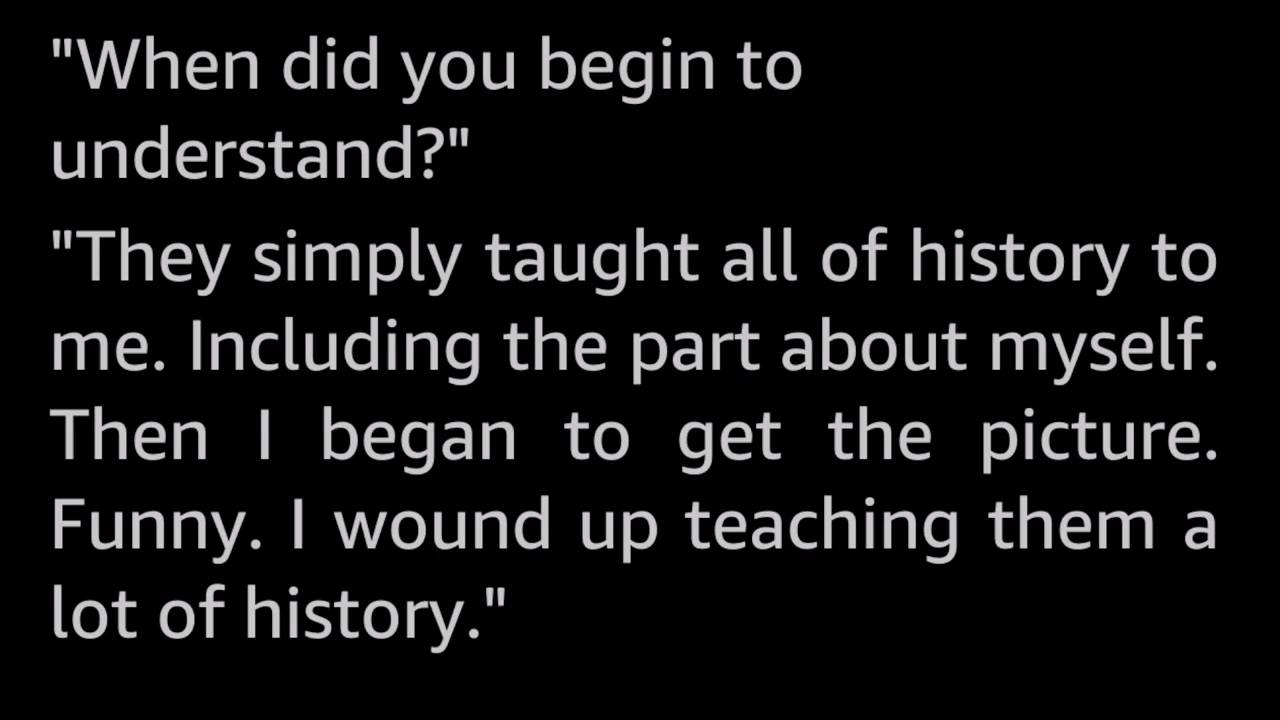 "When did you begin to
understand?"
"They simply taught all of history to
me. Including the part about myself.
Then I began to get the picture.
Funny. I wound up teaching them a
lot of history."